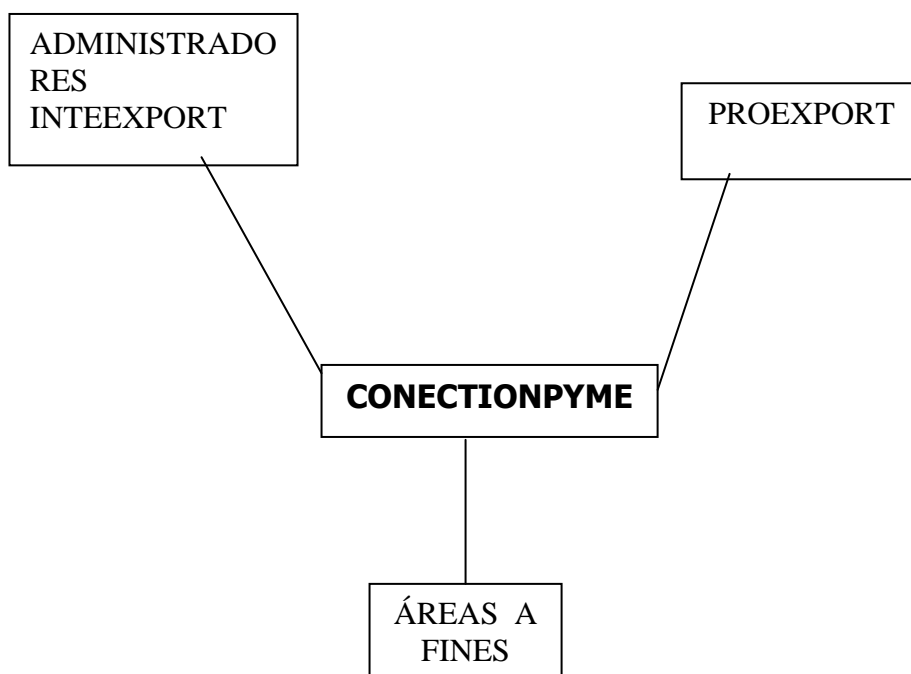 ADMINISTRADO
RES
INTEEXPORT
PROEXPORT
CONECTIONPYME
ÁREAS A
FINES